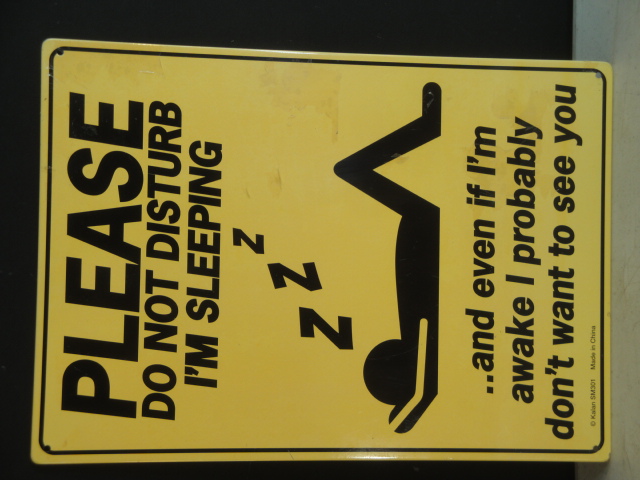 PLEASE
DO NOT DISTURB
I'M SLEEPING
z
z
z
..and even if I'm
awake I probably
don't want to see you
© Kalan SM301 Made in China